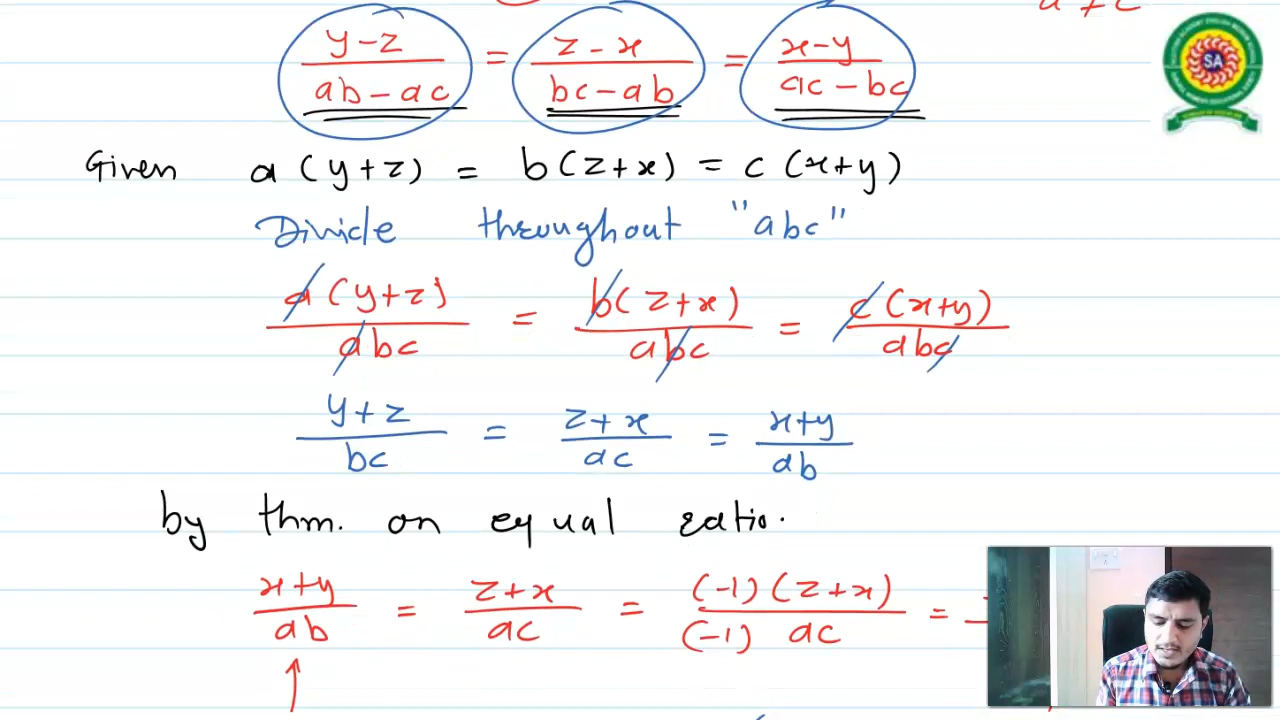 a + c
y-z / ab-ac = z-x / bc-ab = x-y / ac-bc
Given a (y+z) = b(z+x) = c (x+y)
Divide throughout "abc"
a (y+z) / abc = b(z+x) / abc = c (x+y) / abc
y+z / bc = z+x / ac = x+y / ab
by thm. on equal ratio.
x+y / ab = z+x / ac = (-1) (z+x) / (-1) ac =
SA